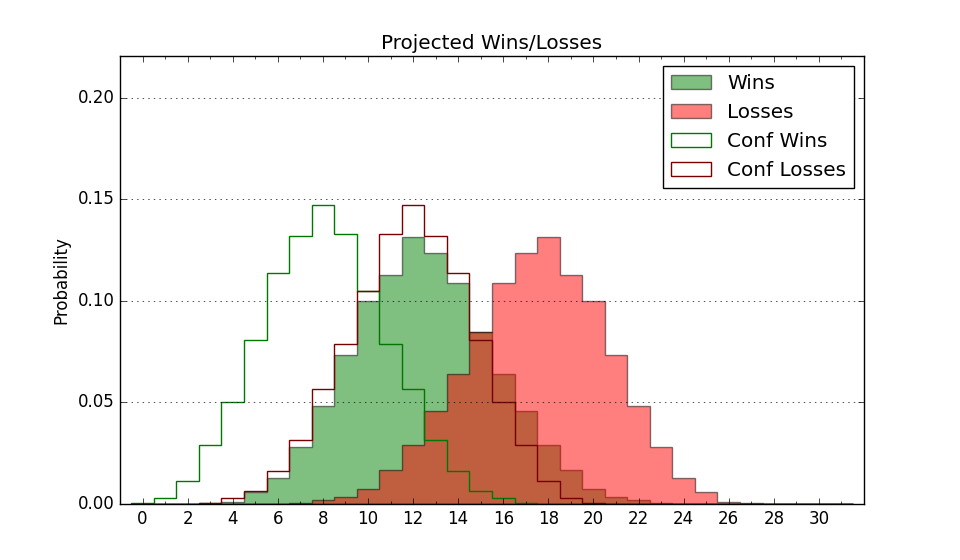 Projected Wins/Losses
Wins
Losses
Conf Wins
Conf Losses
Probability
0.20
0.15
0.10
0.05
0.00
0 2 4 6 8 10 12 14 16 18 20 22 24 26 28 30